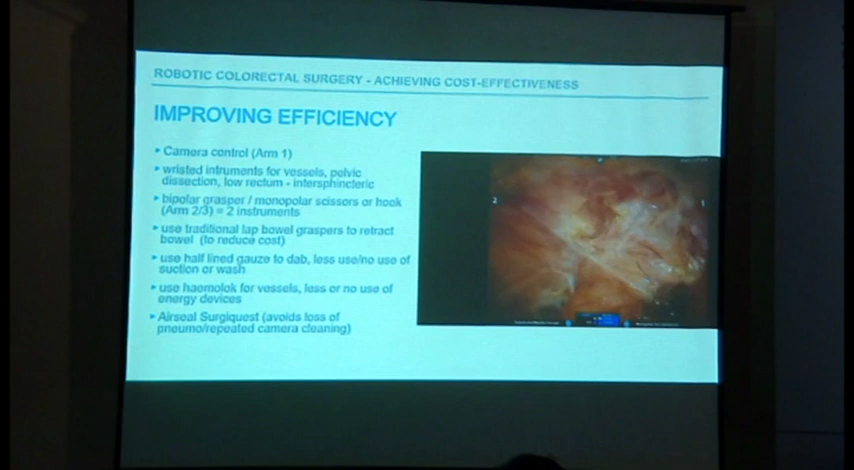 ROBOTIC COLORECTAL SURGERY - ACHIEVING COST-EFFECTIVENESS
IMPROVING EFFICIENCY
▸ Camera control (Arm 1)
▸ wristed intruments for vessels, pelvic
dissection, low rectum - intersphincteric
▸ bipolar grasper / monopolar scissors or hook
(Arm 2/3) = 2 instruments
▸ use traditional lap bowel graspers to retract
bowel (to reduce cost)
▸ use half lined gauze to dab, less use/no use of
suction or wash
▸ use haemolok for vessels, less or no use of
energy devices
▸ Airseal Surgiquest (avoids loss of
pneumo/repeated camera cleaning)
2
1